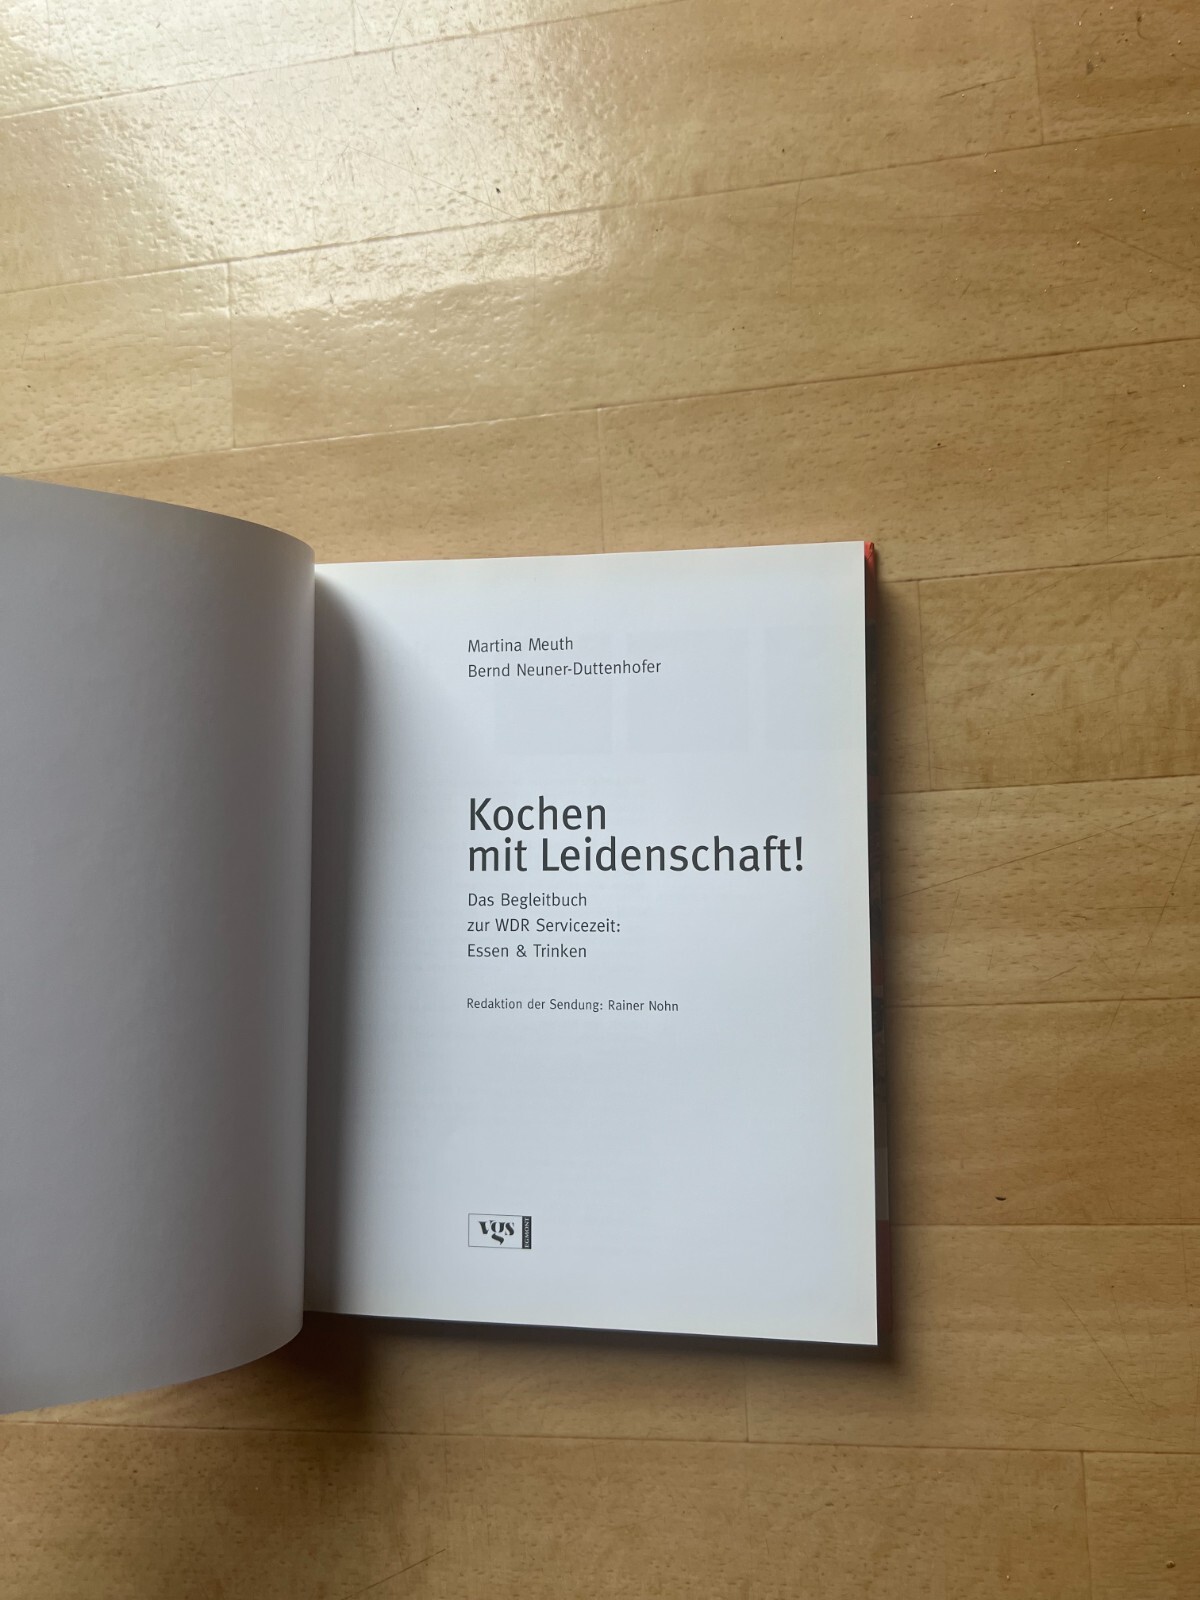 Martina Meuth
Bernd Neuner-Duttenhofer
Kochen
mit Leidenschaft!
Das Begleitbuch
zur WDR Servicezeit:
Essen & Trinken
Redaktion der Sendung: Rainer Nohn
vgs
EGMONT